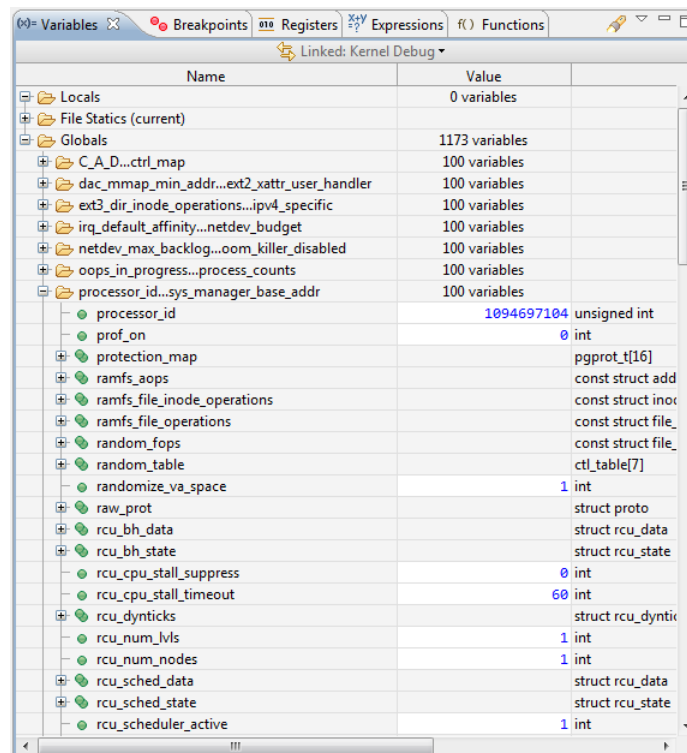 (x)= Variables Breakpoints 1010 0101 Registers x+y =? Expressions f() Functions
Linked: Kernel Debug
Name Value
Locals 0 variables
File Statics (current)
Globals 1173 variables
C_A_D...ctrl_map 100 variables
dac_mmap_min_addr...ext2_xattr_user_handler 100 variables
ext3_dir_inode_operations...ipv4_specific 100 variables
irq_default_affinity...netdev_budget 100 variables
netdev_max_backlog...oom_killer_disabled 100 variables
oops_in_progress...process_counts 100 variables
processor_id...sys_manager_base_addr 100 variables
processor_id 1094697104 unsigned int
prof_on 0 int
protection_map pgprot_t[16]
ramfs_aops const struct add
ramfs_file_inode_operations const struct inod
ramfs_file_operations const struct file_
random_fops const struct file_
random_table ctl_table[7]
randomize_va_space 1 int
raw_prot struct proto
rcu_bh_data struct rcu_data
rcu_bh_state struct rcu_state
rcu_cpu_stall_suppress 0 int
rcu_cpu_stall_timeout 60 int
rcu_dynticks struct rcu_dyntic
rcu_num_lvls 1 int
rcu_num_nodes 1 int
rcu_sched_data struct rcu_data
rcu_sched_state struct rcu_state
rcu_scheduler_active 1 int